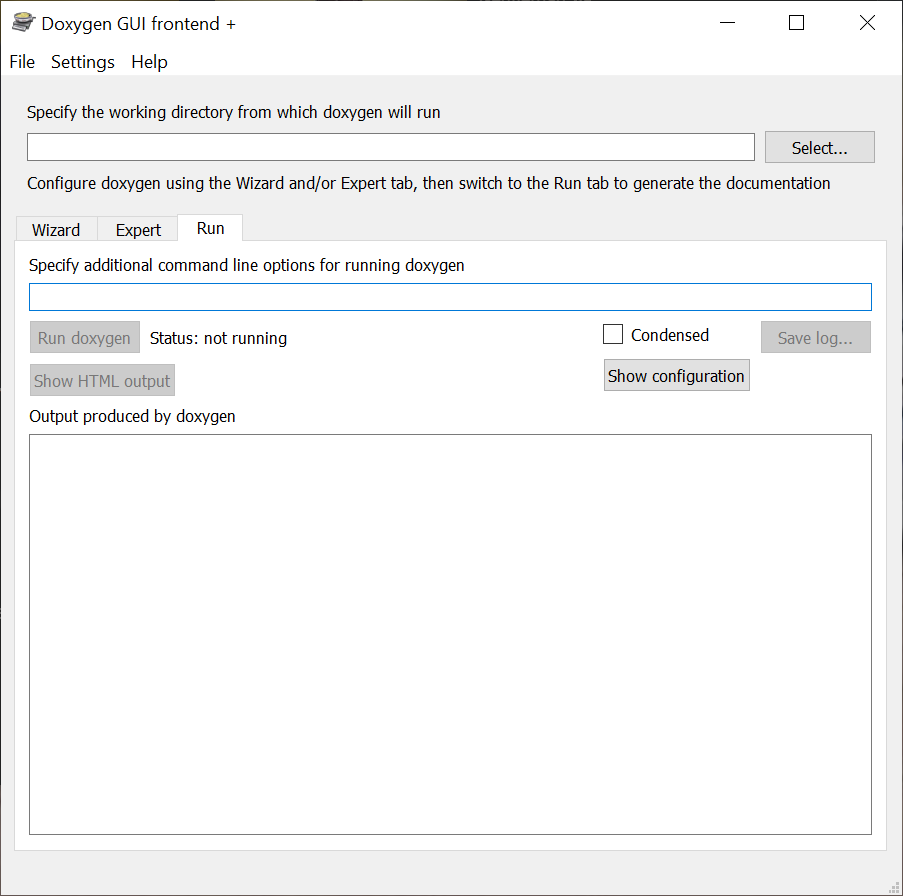 Doxygen GUI frontend +
File Settings Help
Specify the working directory from which doxygen will run
Select...
Configure doxygen using the Wizard and/or Expert tab, then switch to the Run tab to generate the documentation
Wizard Expert Run
Specify additional command line options for running doxygen
Run doxygen Status: not running Condensed Save log...
Show HTML output Show configuration
Output produced by doxygen